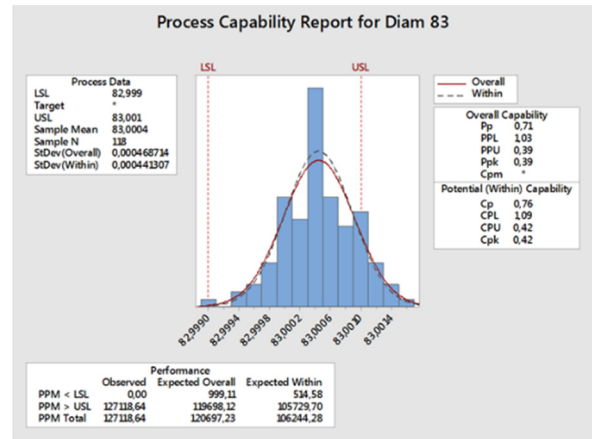 Process Capability Report for Diam 83
LSL USL
Process Data
LSL 82,999
Target *
USL 83,001
Sample Mean 83,0004
Sample N 118
StDev(Overall) 0,000468714
StDev(Within) 0,000441307
Overall
Within
Overall Capability
Pp 0,71
PPL 1,03
PPU 0,39
Ppk 0,39
Cpm *
Potential (Within) Capability
Cp 0,76
CPL 1,09
CPU 0,42
Cpk 0,42
82,9990 82,9994 82,9998 83,0002 83,0006 83,0010 83,0014
Performance
Observed Expected Overall Expected Within
PPM < LSL 0,00 999,11 514,58
PPM > USL 127118,64 119698,12 105729,70
PPM Total 127118,64 120697,23 106244,28